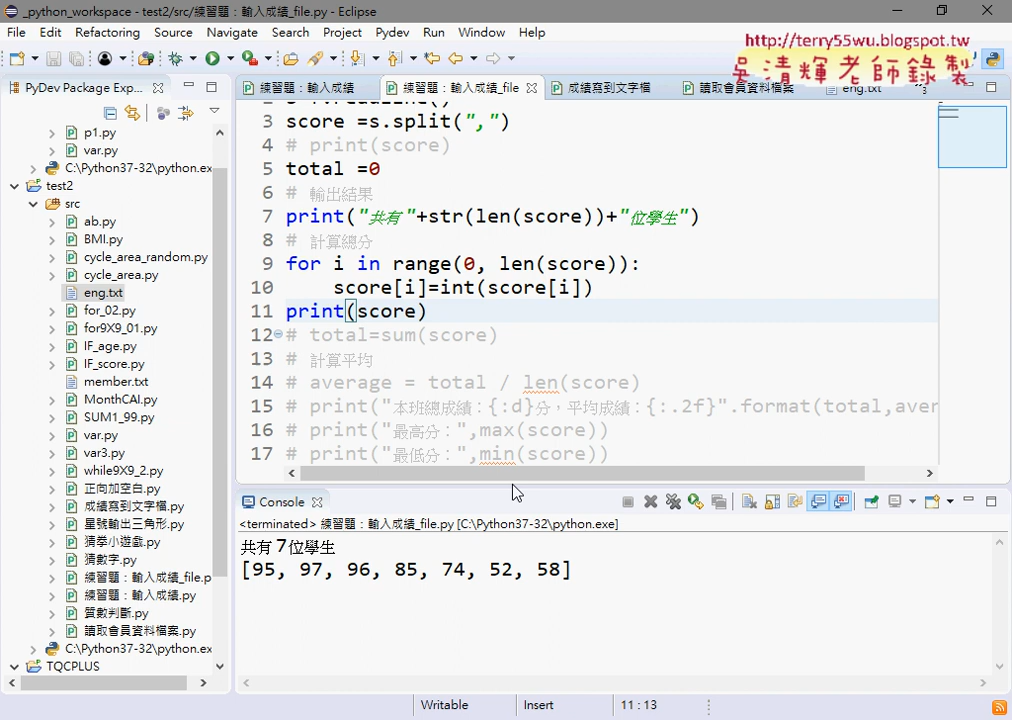 _python_workspace - test2/src/練習題：輸入成績_file.py - Eclipse
File Edit Refactoring Source Navigate Search Project Pydev Run Window Help
http://terry55wu.blogspot.tw
吳清輝老師錄製
PyDev Package Exp...
練習題：輸入成績
練習題：輸入成績_file
成績寫到文字檔
讀取會員資料檔案
eng.txt
p1.py
var.py
C:\Python37-32\python.ex
test2
src
ab.py
BMI.py
cycle_area_random.py
cycle_area.py
eng.txt
for_02.py
for9X9_01.py
IF_age.py
IF_score.py
member.txt
MonthCAl.py
SUM1_99.py
var.py
var3.py
while9X9_2.py
正向加空白.py
成績寫到文字檔.py
星號輸出三角形.py
猜拳小遊戲.py
猜數字.py
練習題：輸入成績_file.p
練習題：輸入成績.py
質數判斷.py
讀取會員資料檔案.py
C:\Python37-32\python.ex
TQCPLUS
3 score =s.split(",")
4 # print(score)
5 total =0
6 # 輸出結果
7 print("共有"+str(len(score))+"位學生")
8 # 計算總分
9 for i in range(0, len(score)):
10 score[i]=int(score[i])
11 print(score)
12 # total=sum(score)
13 # 計算平均
14 # average = total / len(score)
15 # print("本班總成績：{:d}分，平均成績：{:.2f}".format(total,aver
16 # print("最高分：",max(score))
17 # print("最低分：",min(score))
Console
<terminated> 練習題：輸入成績_file.py [C:\Python37-32\python.exe]
共有7位學生
[95, 97, 96, 85, 74, 52, 58]
Writable Insert 11 : 13